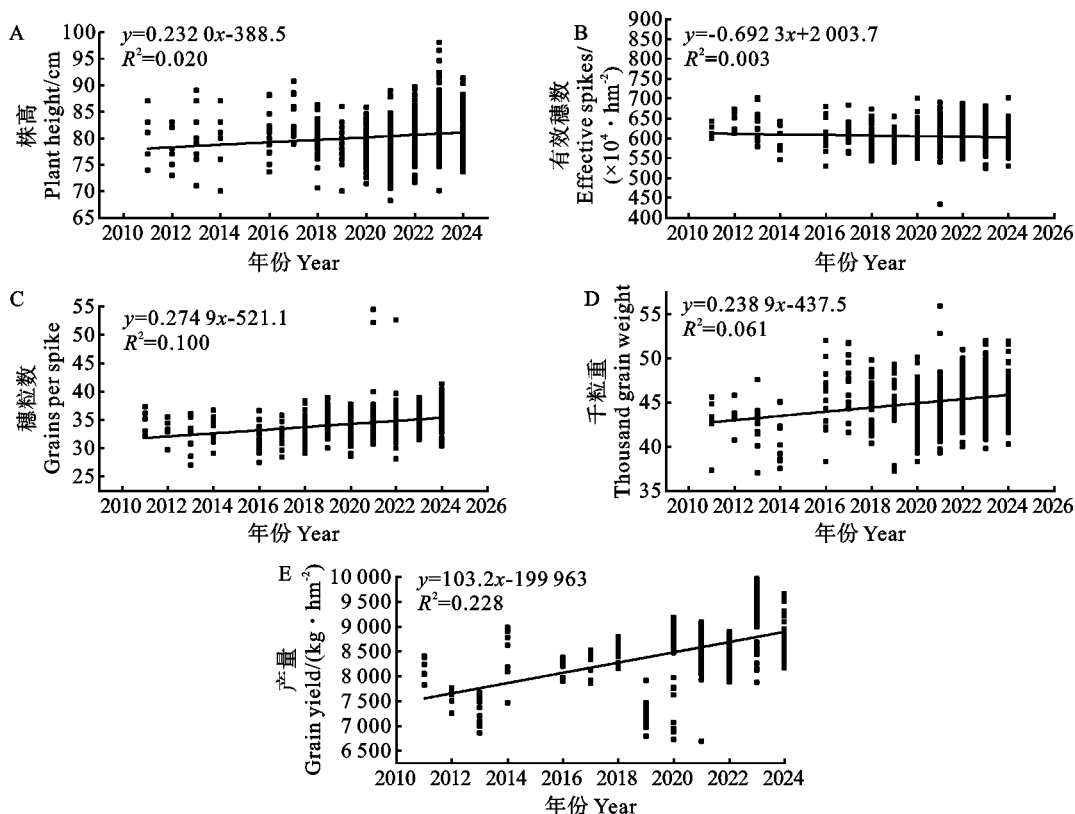 A
y=0.232 0x-388.5
R²=0.020
100
95
90
85
80
75
70
65
株高
Plant height/cm
2010 2012 2014 2016 2018 2020 2022 2024
年份 Year
B
y=-0.692 3x+2 003.7
R²=0.003
900
850
800
750
700
650
600
550
500
450
400
有效穗数
Effective spikes/
(×10⁴·hm⁻²)
2010 2012 2014 2016 2018 2020 2022 2024 2026
年份 Year
C
y=0.274 9x-521.1
R²=0.100
55
50
45
40
35
30
25
穗粒数
Grains per spike
2010 2012 2014 2016 2018 2020 2022 2024 2026
年份 Year
D
y=0.238 9x-437.5
R²=0.061
60
55
50
45
40
35
千粒重
Thousand grain weight
2010 2012 2014 2016 2018 2020 2022 2024 2026
年份 Year
E
y=103.2x-199 963
R²=0.228
10 000
9 500
9 000
8 500
8 000
7 500
7 000
6 500
产量
Grain yield/(kg·hm⁻²)
2010 2012 2014 2016 2018 2020 2022 2024
年份 Year